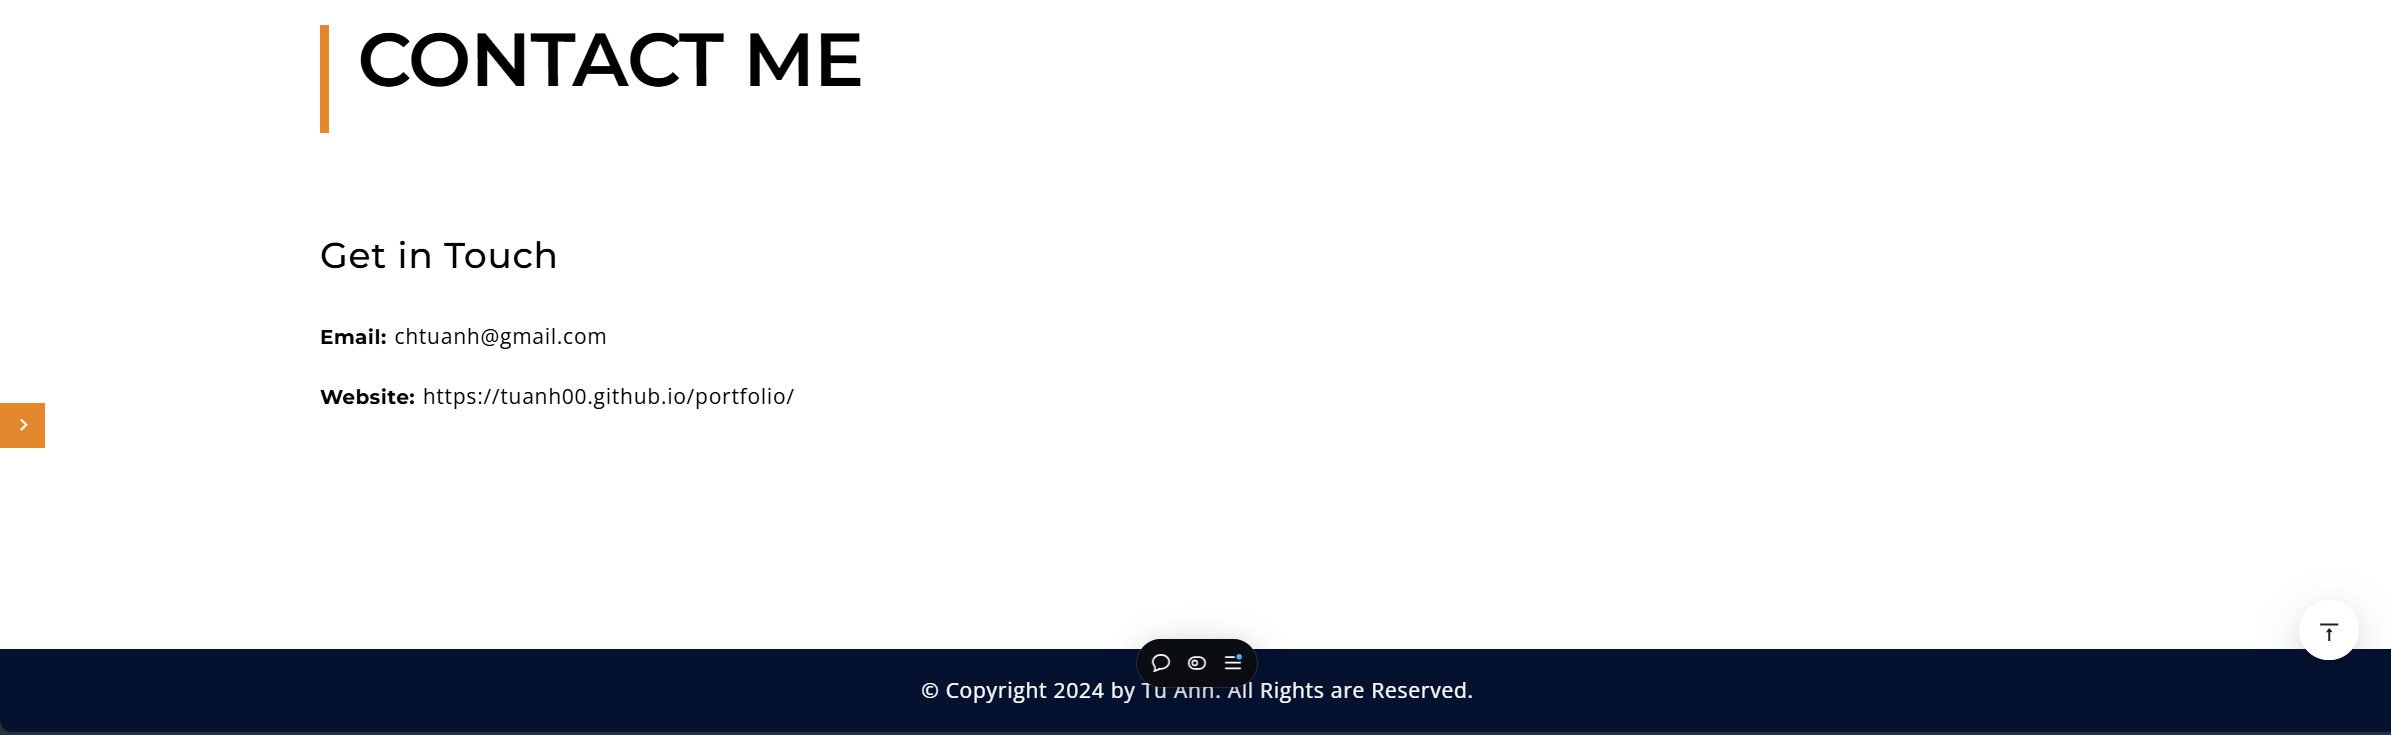 CONTACT ME
Get in Touch
Email: chtuanh@gmail.com
Website: https://tuanh00.github.io/portfolio/
© Copyright 2024 by Tu Anh. All Rights are Reserved.